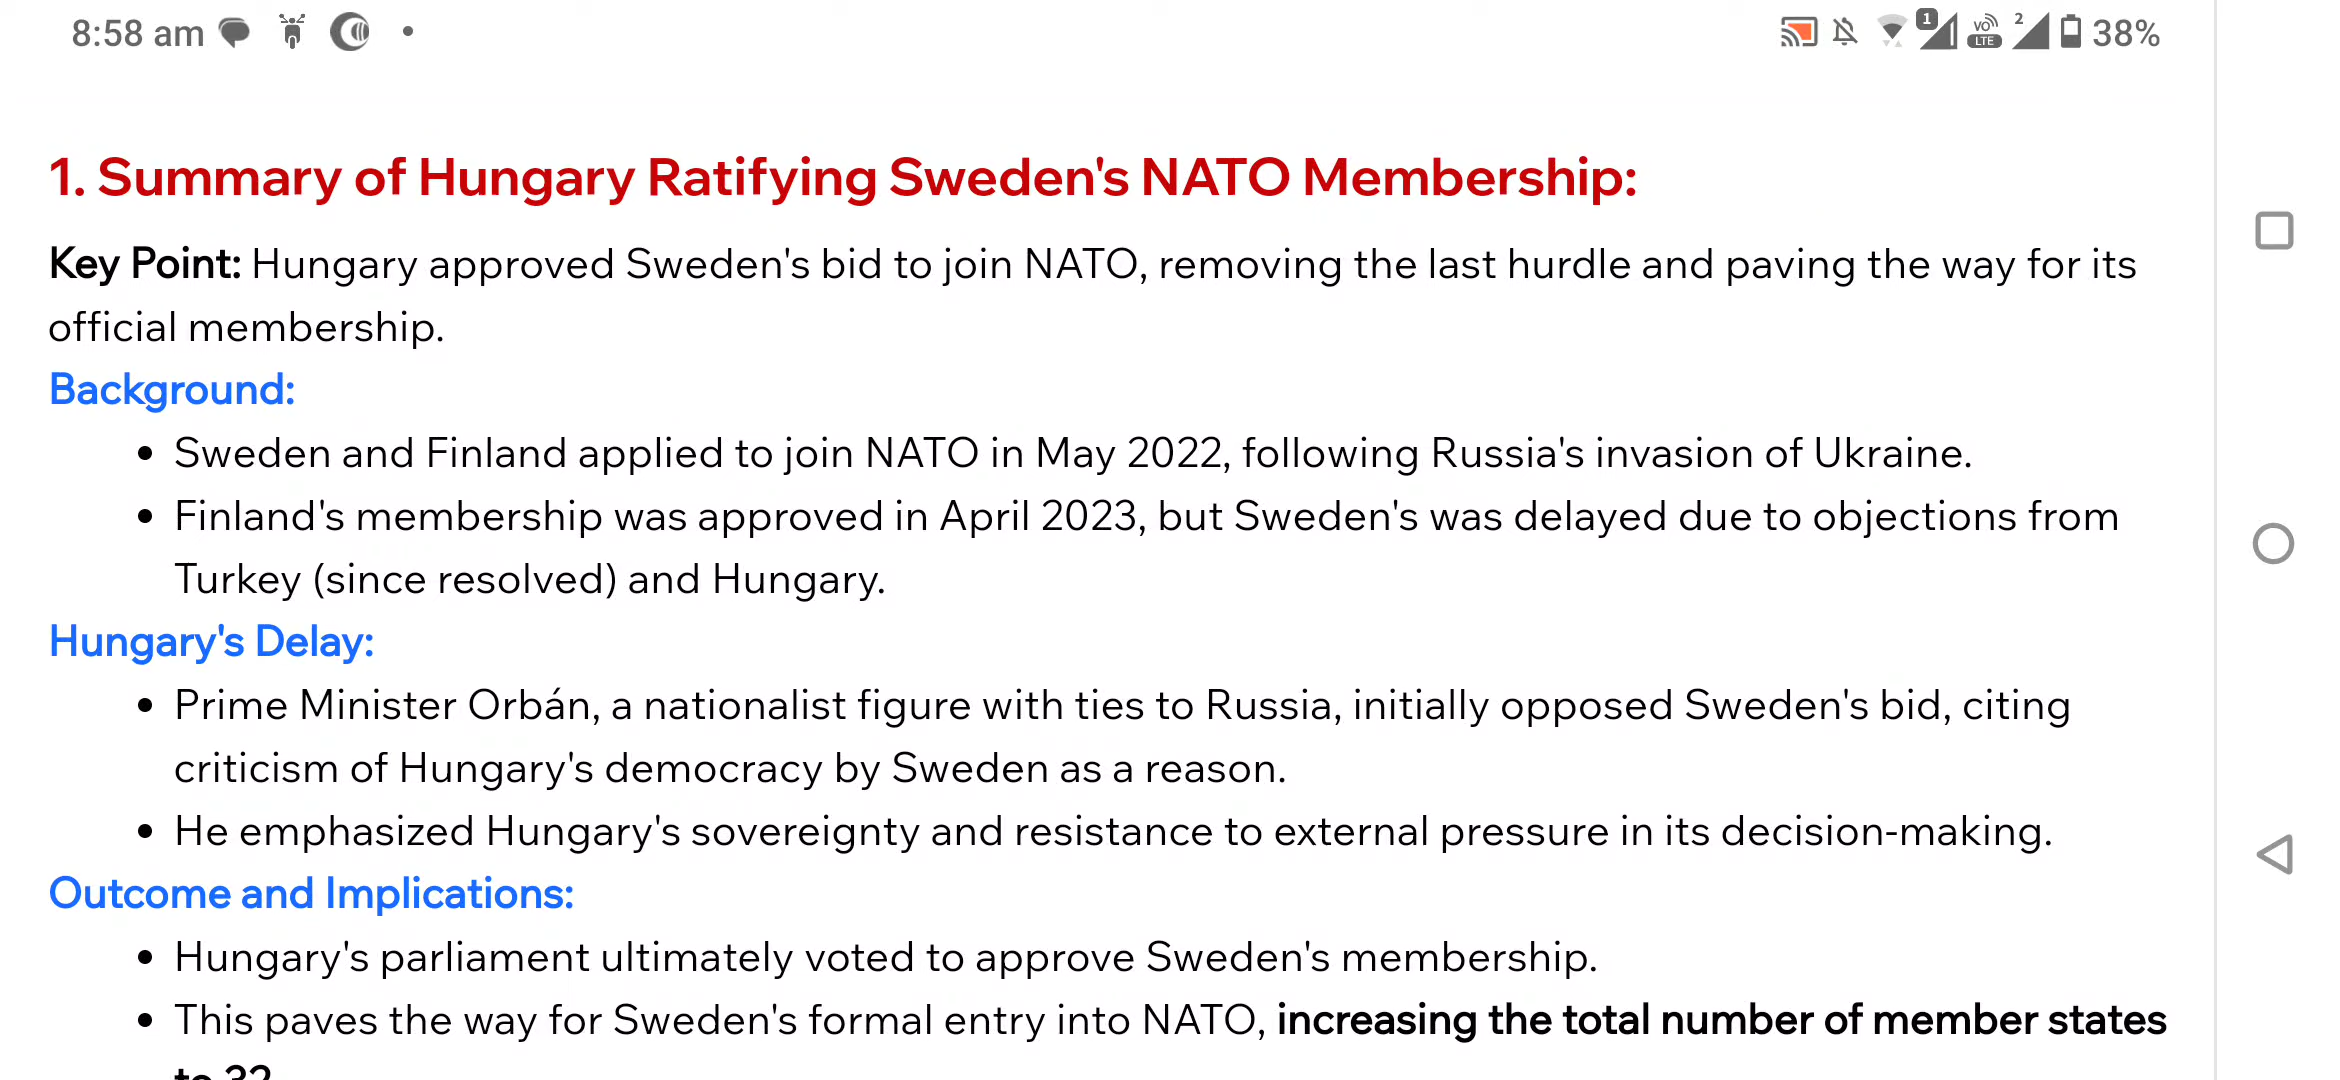 8:58 am
1
VO
LTE
2
38%
1. Summary of Hungary Ratifying Sweden's NATO Membership:
Key Point: Hungary approved Sweden's bid to join NATO, removing the last hurdle and paving the way for its
official membership.
Background:
• Sweden and Finland applied to join NATO in May 2022, following Russia's invasion of Ukraine.
• Finland's membership was approved in April 2023, but Sweden's was delayed due to objections from
Turkey (since resolved) and Hungary.
Hungary's Delay:
• Prime Minister Orbán, a nationalist figure with ties to Russia, initially opposed Sweden's bid, citing
criticism of Hungary's democracy by Sweden as a reason.
• He emphasized Hungary's sovereignty and resistance to external pressure in its decision-making.
Outcome and Implications:
• Hungary's parliament ultimately voted to approve Sweden's membership.
• This paves the way for Sweden's formal entry into NATO, increasing the total number of member states
to 32